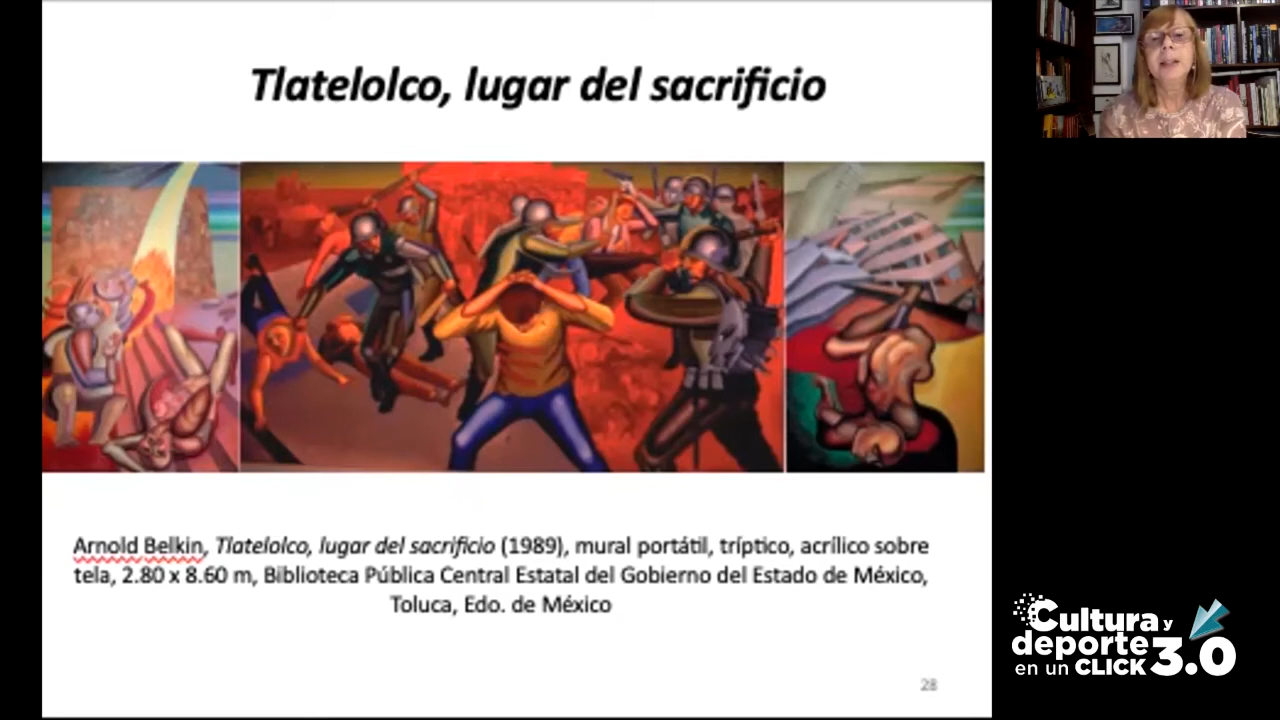 Tlatelolco, lugar del sacrificio
Arnold Belkin, Tlatelolco, lugar del sacrificio (1989), mural portátil, tríptico, acrílico sobre
tela, 2.80 x 8.60 m, Biblioteca Pública Central Estatal del Gobierno del Estado de México,
Toluca, Edo. de México
28
Cultura y
deporte 3.0
en un CLICK